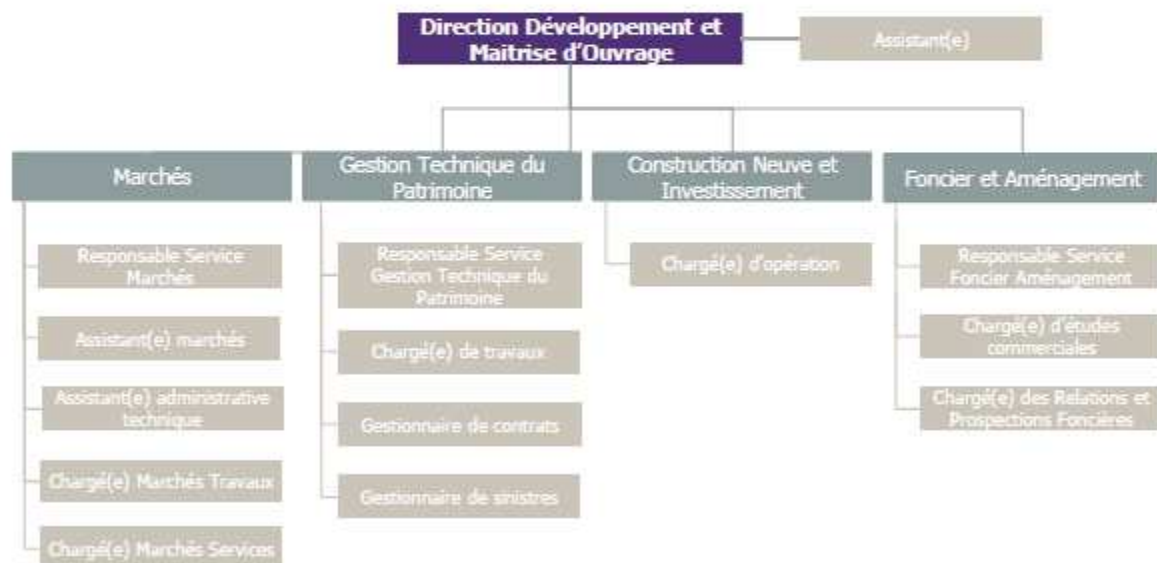 Direction Développement et
Maîtrise d'Ouvrage
Assistant(e)
Marchés
Responsable Service
Marchés
Assistant(e) marchés
Assistant(e) administrative
technique
Chargé(e) Marchés Travaux
Chargé(e) Marchés Services
Gestion Technique du
Patrimoine
Responsable Service
Gestion Technique du
Patrimoine
Chargé(e) de travaux
Gestionnaire de contrats
Gestionnaire de sinistres
Construction Neuve et
Investissement
Chargé(e) d'opération
Foncier et Aménagement
Responsable Service
Foncier Aménagement
Chargé(e) d'études
commerciales
Chargé(e) des Relations et
Prospections Foncières